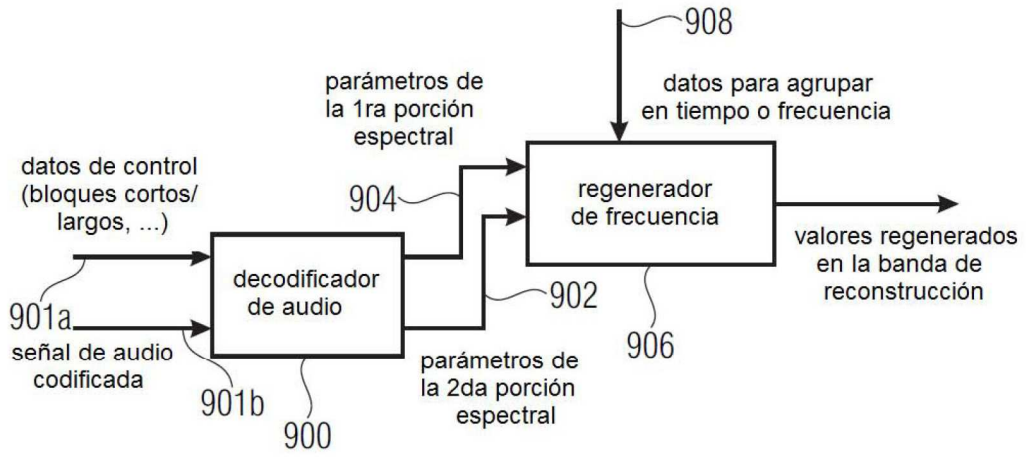 908
parámetros de
la 1ra porción
espectral
datos para agrupar
en tiempo o frecuencia
datos de control
(bloques cortos/
largos, ...)
904
regenerador
de frecuencia
decodificador
de audio
valores regenerados
en la banda de
reconstrucción
901a
902
906
señal de audio
codificada
901b
900
parámetros de
la 2da porción
espectral